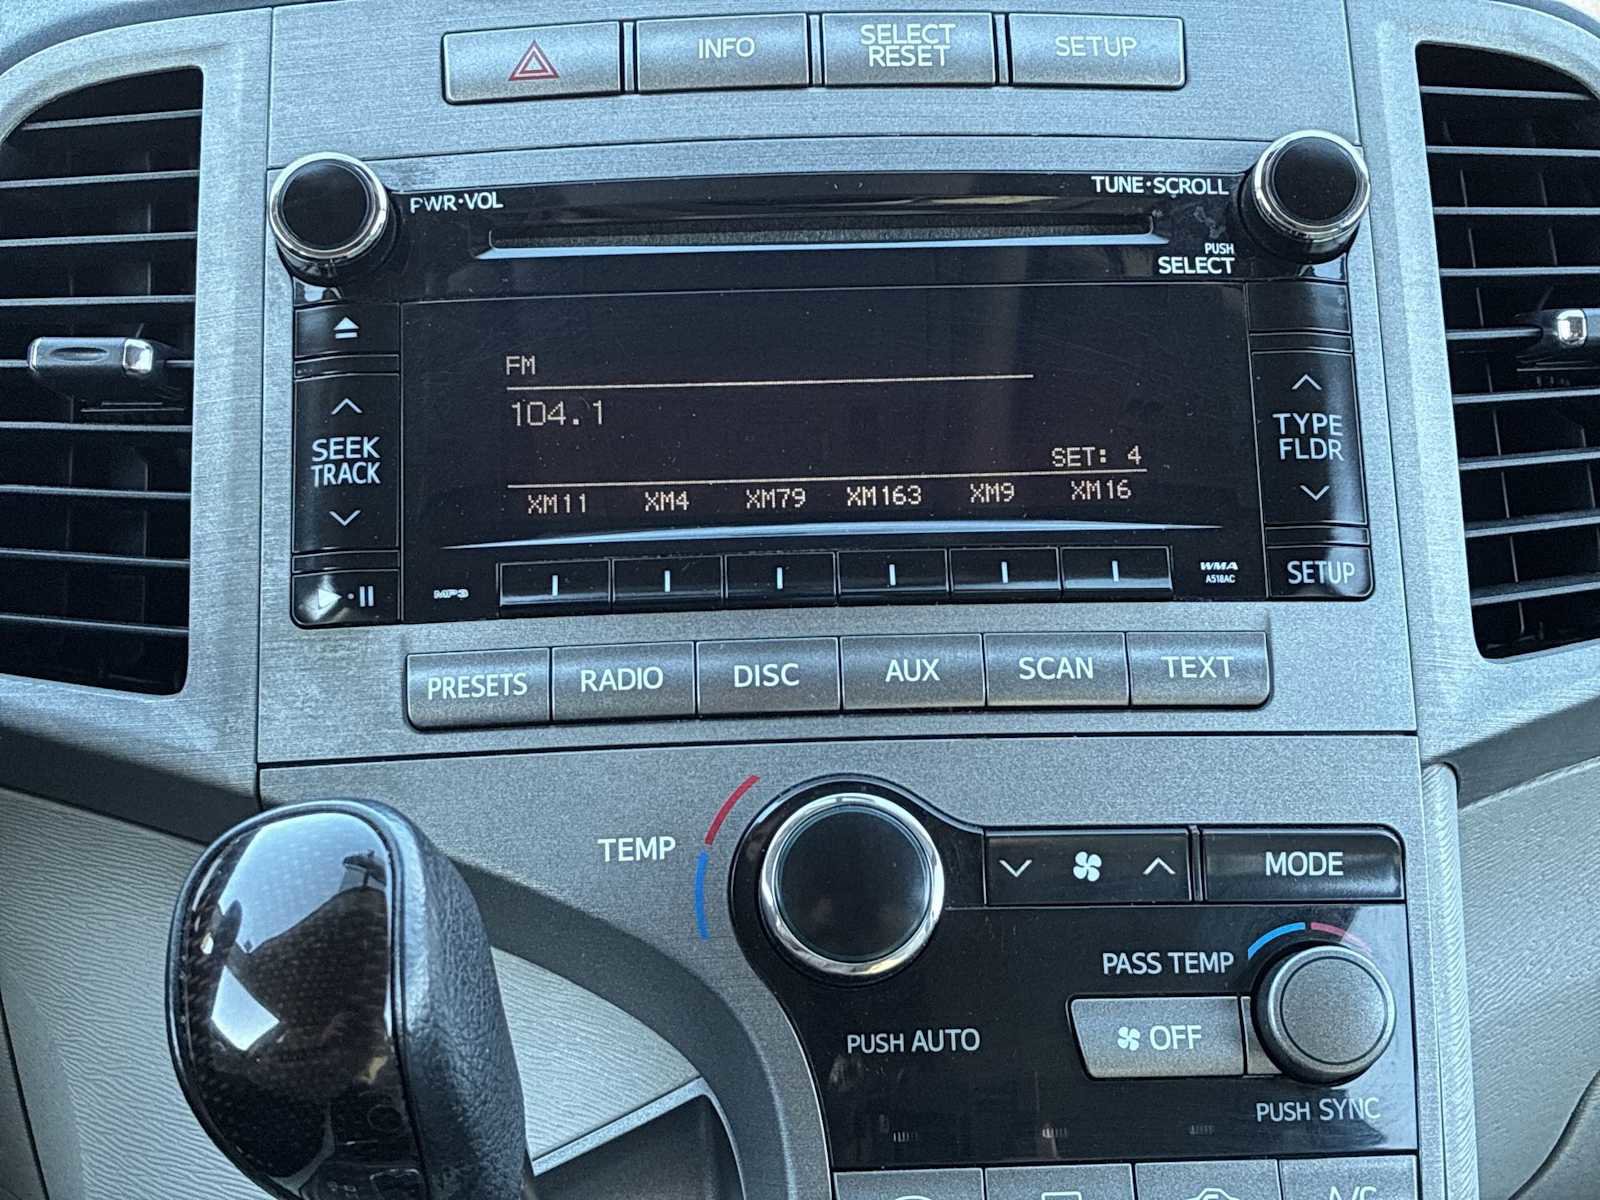 INFO
SELECT
RESET
SETUP
PWR·VOL
TUNE·SCROLL
PUSH
SELECT
FM
104.1
SEEK
TRACK
TYPE
FLDR
SET: 4
XM11 XM4 XM79 XM163 XM9 XM16
MP3
WMA
A518AC
SETUP
PRESETS RADIO DISC AUX SCAN TEXT
TEMP
MODE
PASS TEMP
OFF
PUSH AUTO
PUSH SYNC
A/C